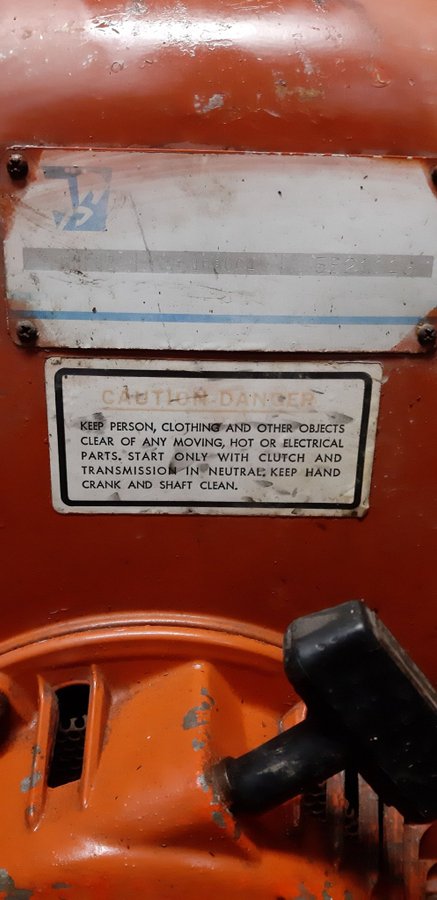 CAUTION-DANGER
KEEP PERSON, CLOTHING AND OTHER OBJECTS
CLEAR OF ANY MOVING, HOT OR ELECTRICAL
PARTS. START ONLY WITH CLUTCH AND
TRANSMISSION IN NEUTRAL. KEEP HAND
CRANK AND SHAFT CLEAN.